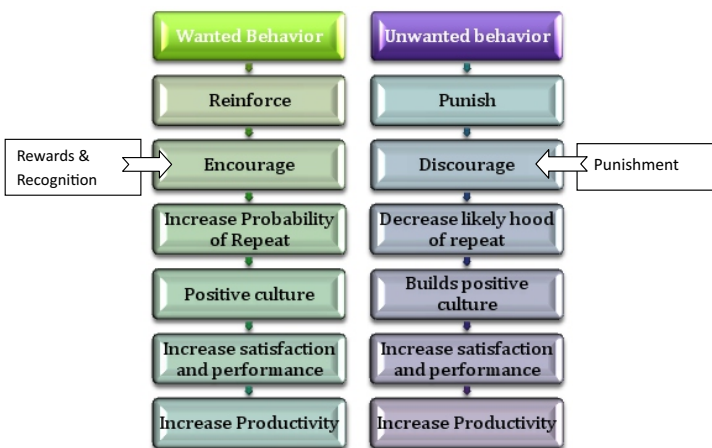 Wanted Behavior
Unwanted behavior
Reinforce
Punish
Rewards &
Recognition
Encourage
Discourage
Punishment
Increase Probability
of Repeat
Decrease likely hood
of repeat
Positive culture
Builds positive
culture
Increase satisfaction
and performance
Increase satisfaction
and performance
Increase Productivity
Increase Productivity